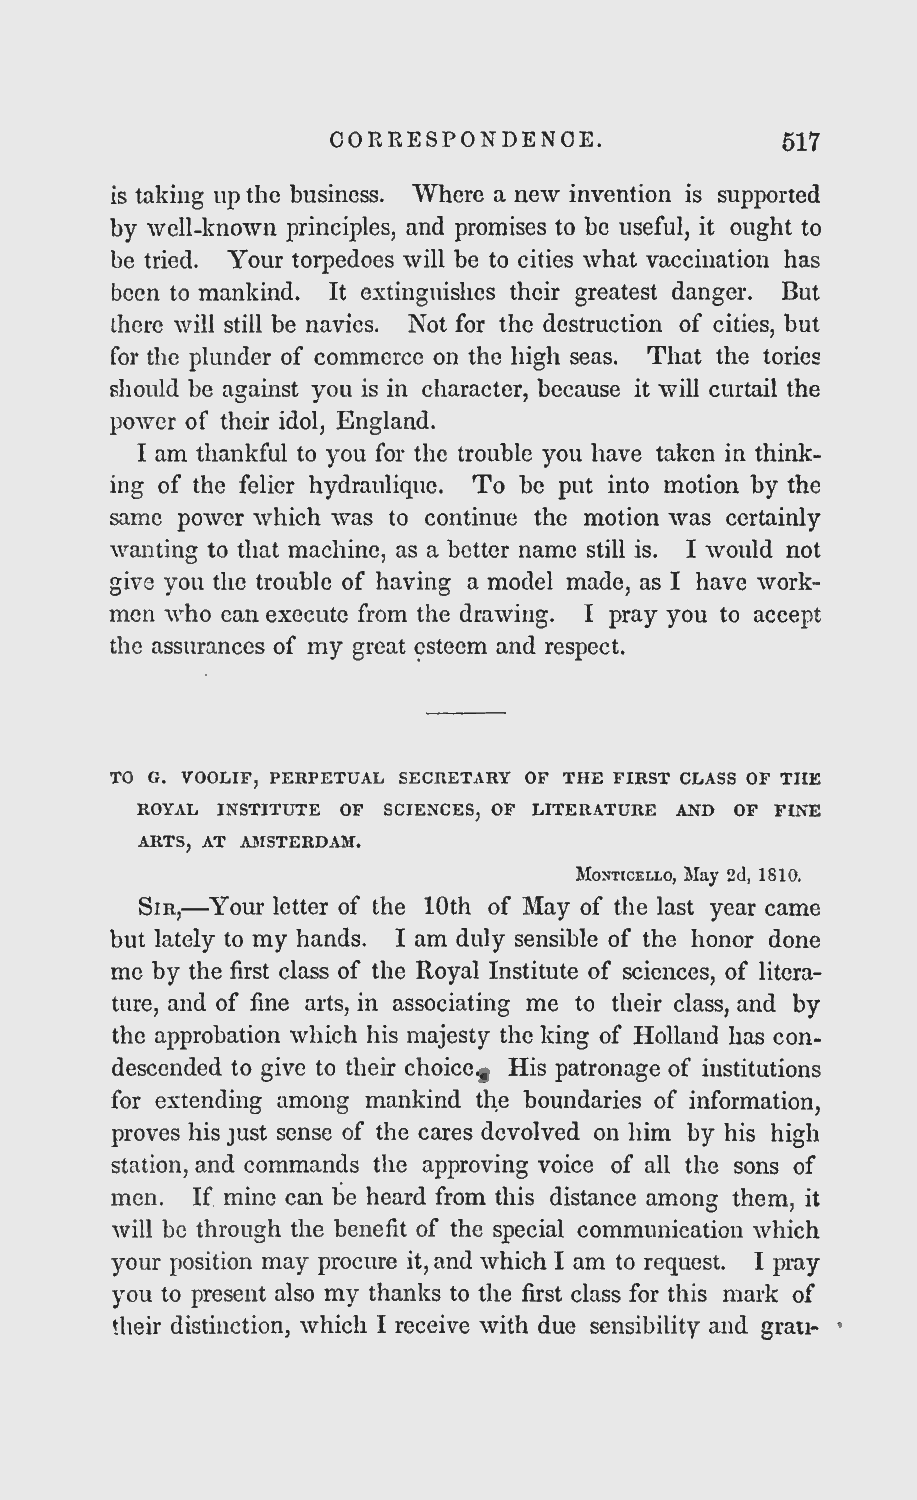 CORRESPONDENCE. 517
is taking up the business. Where a new invention is supported
by well-known principles, and promises to be useful, it ought to
be tried. Your torpedoes will be to cities what vaccination has
been to mankind. It extinguishes their greatest danger. But
there will still be navies. Not for the destruction of cities, but
for the plunder of commerce on the high seas. That the tories
should be against you is in character, because it will curtail the
power of their idol, England.
I am thankful to you for the trouble you have taken in think-
ing of the felier hydraulique. To be put into motion by the
same power which was to continue the motion was certainly
wanting to that machine, as a better name still is. I would not
give you the trouble of having a model made, as I have work-
men who can execute from the drawing. I pray you to accept
the assurances of my great esteem and respect.
TO G. VOOLIF, PERPETUAL SECRETARY OF THE FIRST CLASS OF THE
ROYAL INSTITUTE OF SCIENCES, OF LITERATURE AND OF FINE
ARTS, AT AMSTERDAM.
MONTICELLO, May 2d, 1810.
SIR,—Your letter of the 10th of May of the last year came
but lately to my hands. I am duly sensible of the honor done
me by the first class of the Royal Institute of sciences, of litera-
ture, and of fine arts, in associating me to their class, and by
the approbation which his majesty the king of Holland has con-
descended to give to their choice. His patronage of institutions
for extending among mankind the boundaries of information,
proves his just sense of the cares devolved on him by his high
station, and commands the approving voice of all the sons of
men. If mine can be heard from this distance among them, it
will be through the benefit of the special communication which
your position may procure it, and which I am to request. I pray
you to present also my thanks to the first class for this mark of
their distinction, which I receive with due sensibility and grati-